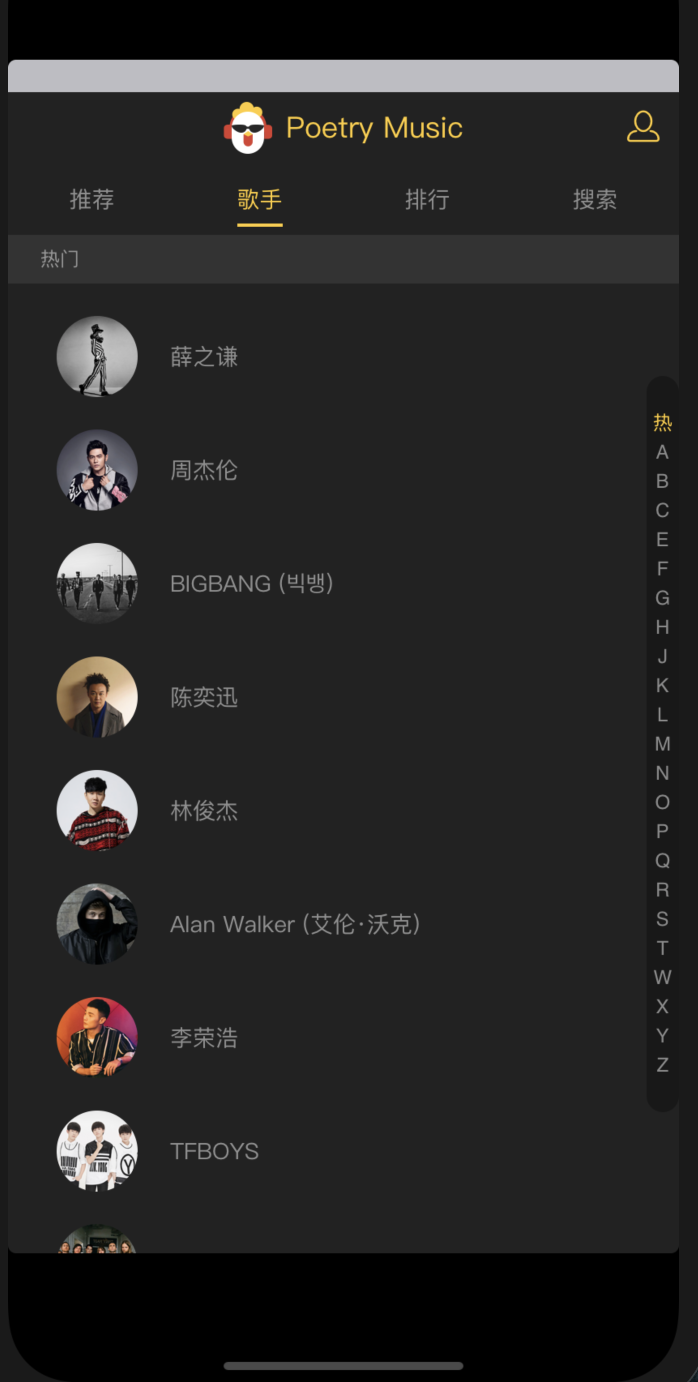 Poetry Music
推荐 歌手 排行 搜索
热门
薛之谦
周杰伦
BIGBANG (빅뱅)
陈奕迅
林俊杰
Alan Walker (艾伦·沃克)
李荣浩
TFBOYS
热
A
B
C
E
F
G
H
J
K
L
M
N
O
P
Q
R
S
T
W
X
Y
Z